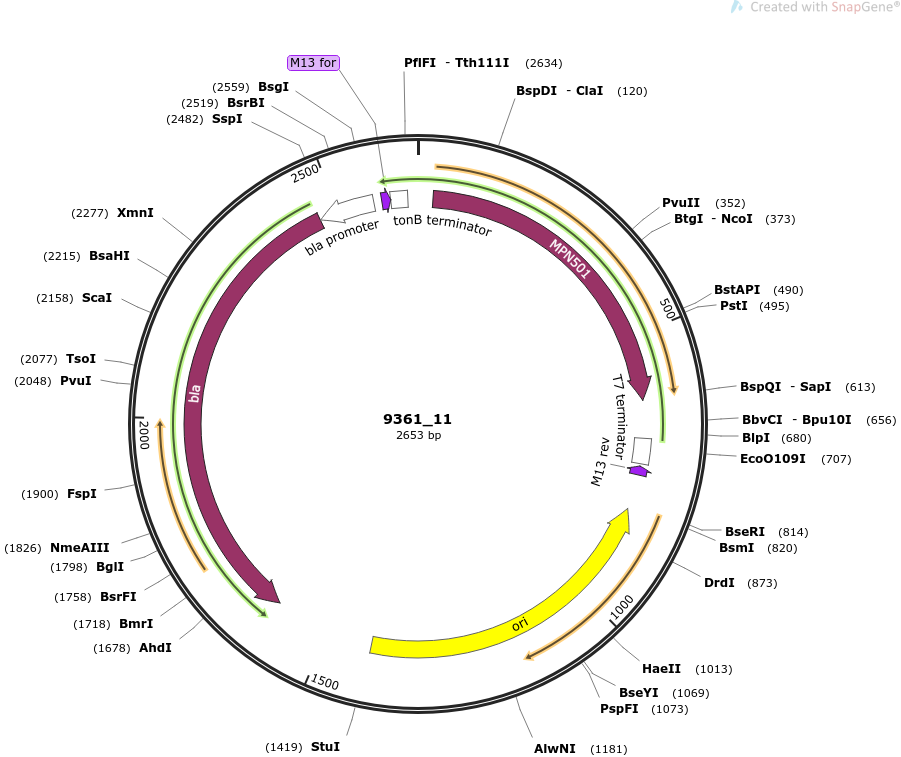 Created with SnapGene®
M13 for
PflFI - Tth111I (2634)
BspDI - ClaI (120)
(2559) BsgI
(2519) BsrBI
(2482) SspI
2500
(2277) XmnI
(2215) BsaHI
(2158) ScaI
(2077) TsoI
(2048) PvuI
2000
(1900) FspI
(1826) NmeAIII
(1798) BglI
(1758) BsrFI
(1718) BmrI
(1678) AhdI
1500
(1419) StuI
PvuII (352)
BtgI - NcoI (373)
BstAPI (490)
PstI (495)
500
BspQI - SapI (613)
BbvCI - Bpu10I (656)
BlpI (680)
EcoO109I (707)
BseRI (814)
BsmI (820)
DrdI (873)
1000
HaeII (1013)
BseYI (1069)
PspFI (1073)
AlwNI (1181)
bla promoter
tonB terminator
MPN501
T7 terminator
M13 rev
bla
ori
9361_11
2653 bp